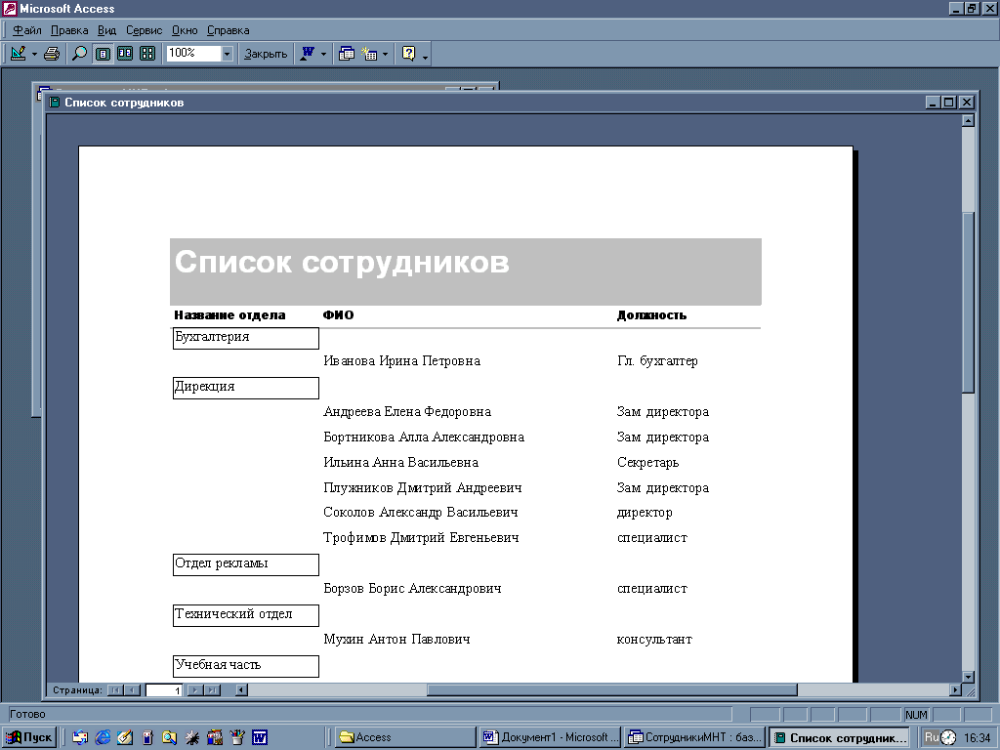 Microsoft Access
Файл Правка Вид Сервис Окно Справка
100% Закрыть
Список сотрудников
Список сотрудников
Название отдела ФИО Должность
Бухгалтерия
Иванова Ирина Петровна Гл. бухгалтер
Дирекция
Андреева Елена Федоровна Зам директора
Бортникова Алла Александровна Зам директора
Ильина Анна Васильевна Секретарь
Плужников Дмитрий Андреевич Зам директора
Соколов Александр Васильевич директор
Трофимов Дмитрий Евгеньевич специалист
Отдел рекламы
Борзов Борис Александрович специалист
Технический отдел
Мухин Антон Павлович консультант
Учебная часть
Страница: 1
Готово NUM
Пуск Access Документ1 - Microsoft ... СотрудникиМНТ : баз... Список сотрудник... Ru 16:34